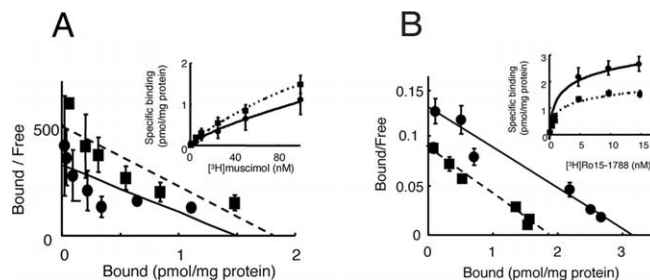 A
Bound / Free
500
0
0
1
2
Bound (pmol/mg protein)
Specific binding
(pmol/mg protein)
2
1
0
0
40
80
[³H]muscimol (nM)
B
Bound/Free
0.15
0.1
0.05
0
0
1
2
3
Bound (pmol/mg protein)
Specific binding
(pmol/mg protein)
3
2
1
0
0
5
10
15
[³H]Ro15-1788 (nM)